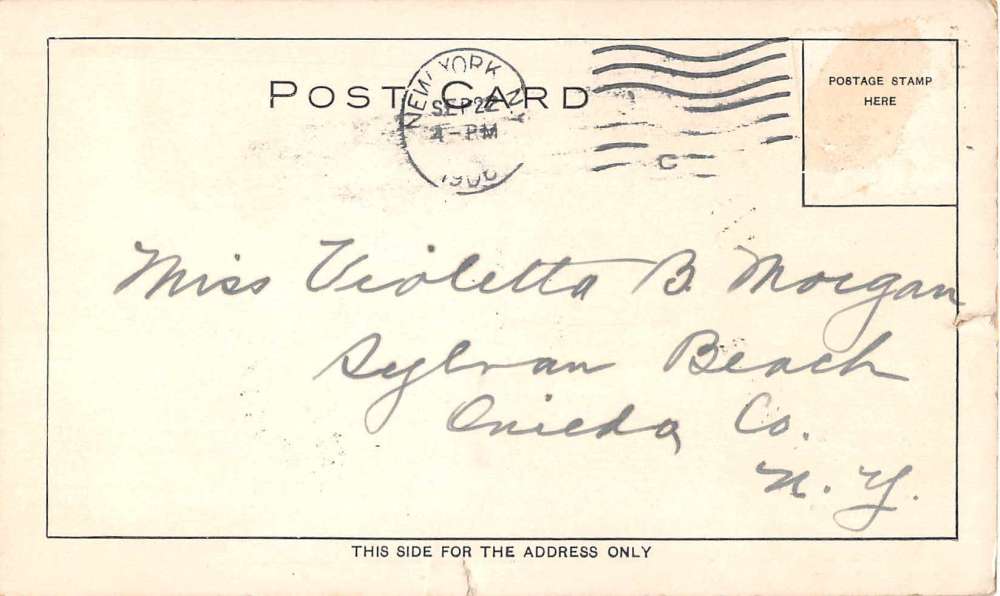 POST CARD
NEW YORK, N.Y.
SEP 22
4-PM
1906
C
POSTAGE STAMP
HERE
Miss Violetta B. Morgan
Sylvan Beach
Onieda Co.
N. Y.
THIS SIDE FOR THE ADDRESS ONLY